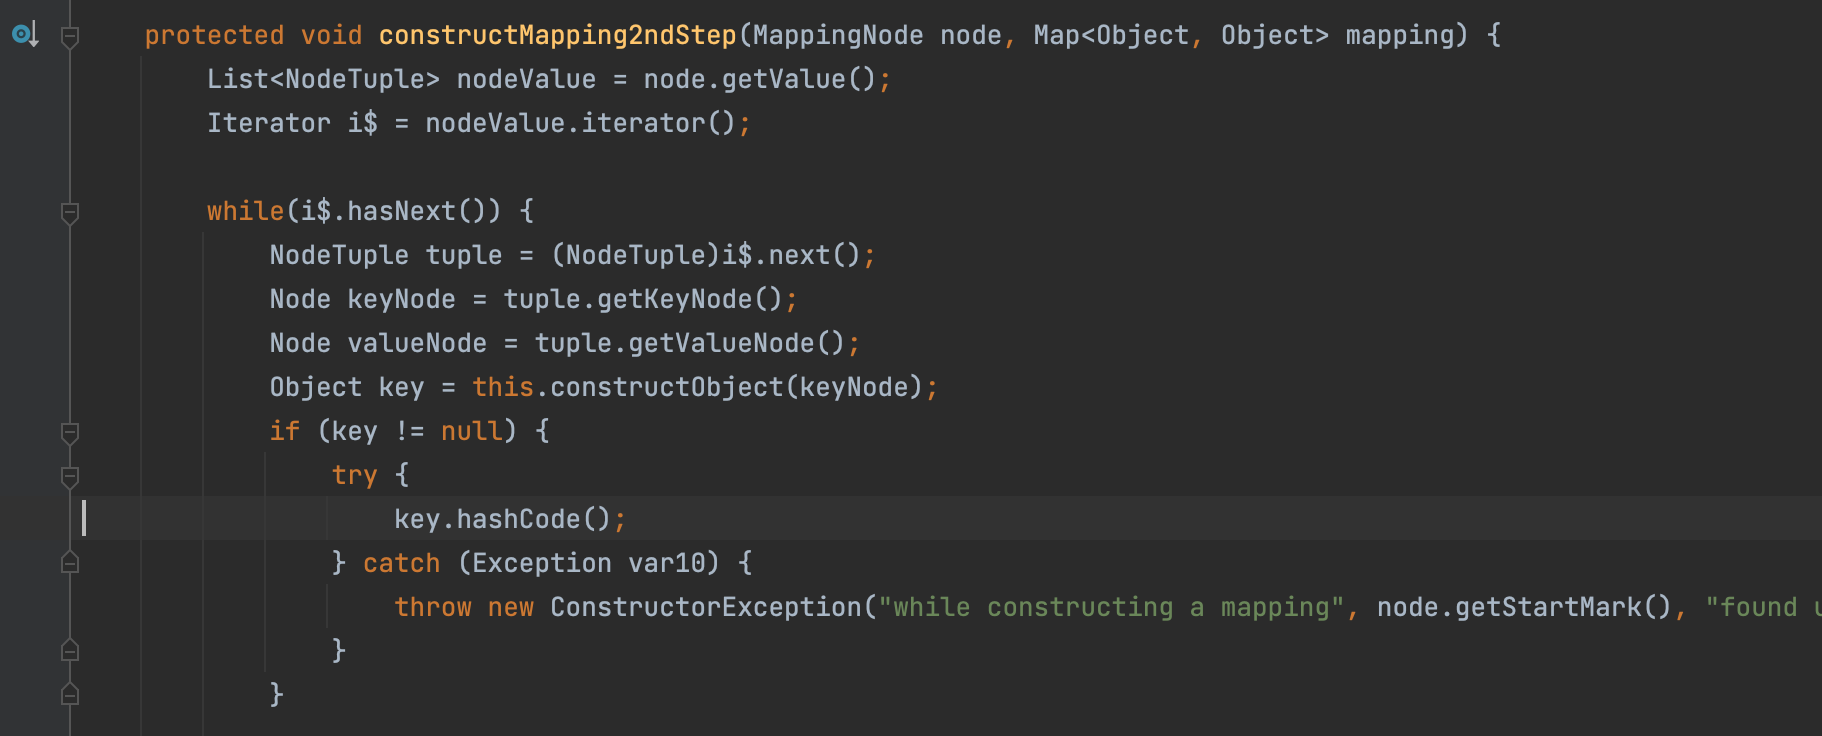 protected void constructMapping2ndStep(MappingNode node, Map<Object, Object> mapping) {
List<NodeTuple> nodeValue = node.getValue();
Iterator i$ = nodeValue.iterator();
while(i$.hasNext()) {
NodeTuple tuple = (NodeTuple)i$.next();
Node keyNode = tuple.getKeyNode();
Node valueNode = tuple.getValueNode();
Object key = this.constructObject(keyNode);
if (key != null) {
try {
key.hashCode();
} catch (Exception var10) {
throw new ConstructorException("while constructing a mapping", node.getStartMark(), "found
}
}